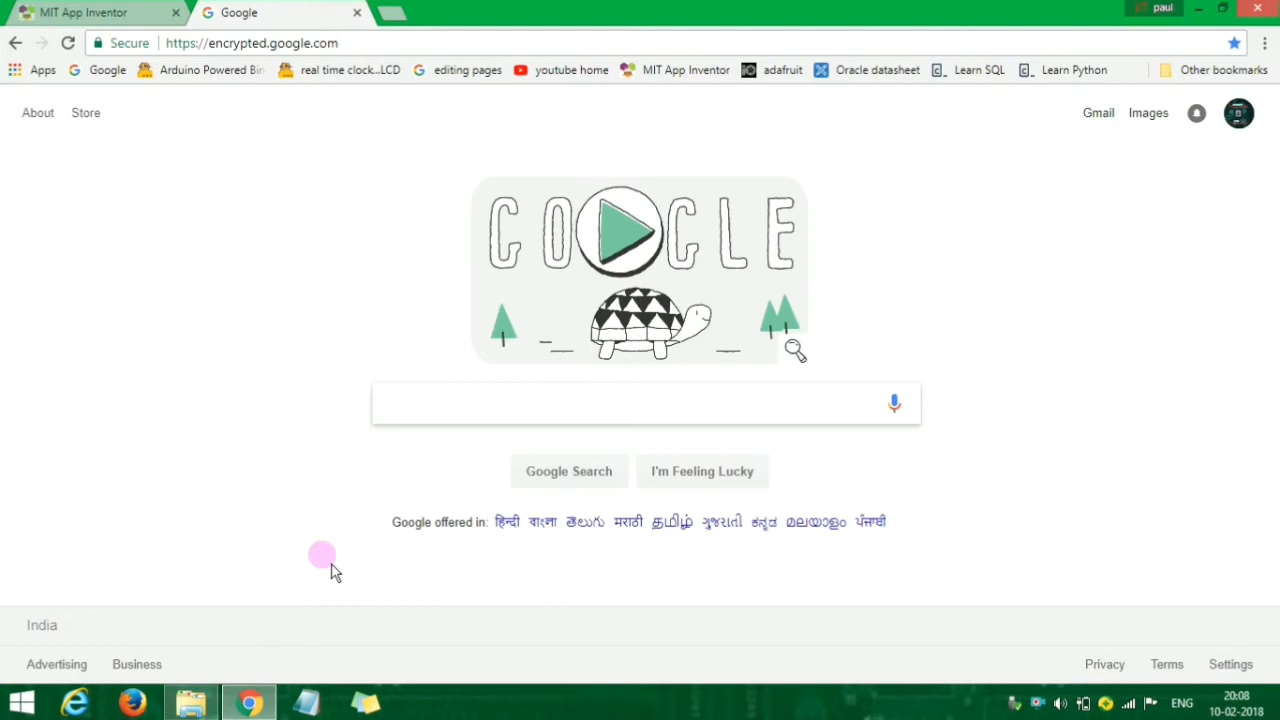 MIT App Inventor
Google
paul
Secure
https://encrypted.google.com
Apps
Google
Arduino Powered Bin
real time clock...LCD
editing pages
youtube home
MIT App Inventor
adafruit
Oracle datasheet
Learn SQL
Learn Python
Other bookmarks
About
Store
Gmail
Images
GOOGLE
Google Search
I'm Feeling Lucky
Google offered in: हिन्दी বাংলা తెలుగు मराठी தமிழ் ગુજરાતી ಕನ್ನಡ മലയാളം ਪੰਜਾਬੀ
India
Advertising
Business
Privacy
Terms
Settings
ENG
20:08
10-02-2018